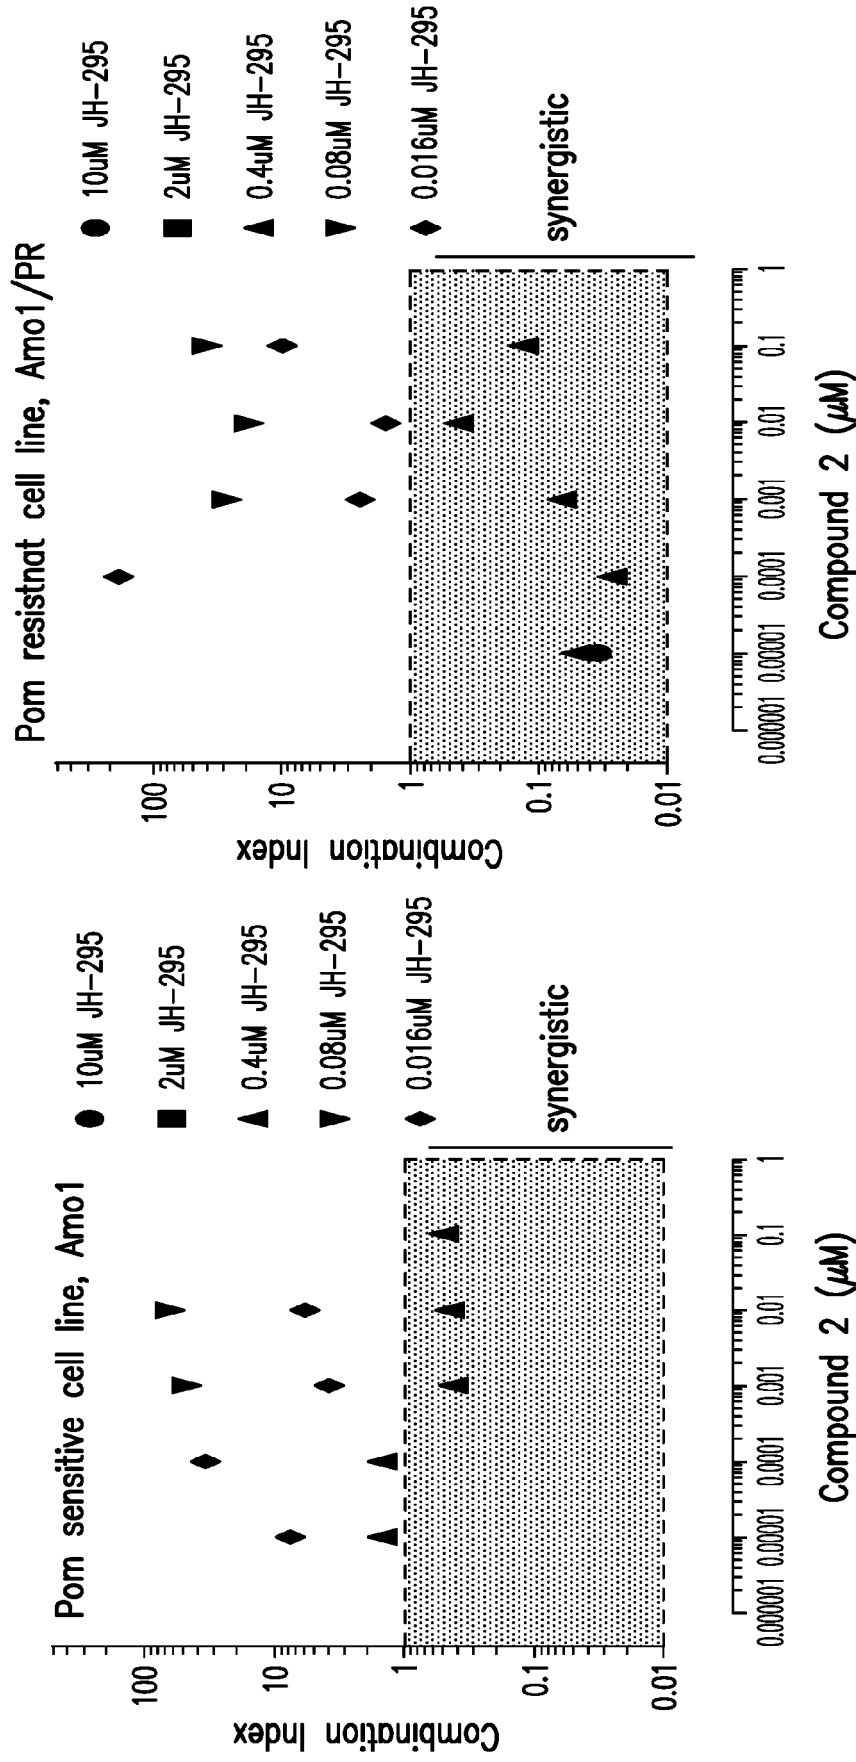 Pom sensitive cell line, Amo1
Combination Index
100
10
1
0.1
0.01
0.000001
0.00001
0.0001
0.001
0.01
0.1
1
Compound 2 (μM)
10uM JH-295
2uM JH-295
0.4uM JH-295
0.08uM JH-295
0.016uM JH-295
synergistic
Pom resistnat cell line, Amo1/PR
Combination Index
100
10
1
0.1
0.01
0.000001
0.00001
0.0001
0.001
0.01
0.1
1
Compound 2 (μM)
10uM JH-295
2uM JH-295
0.4uM JH-295
0.08uM JH-295
0.016uM JH-295
synergistic